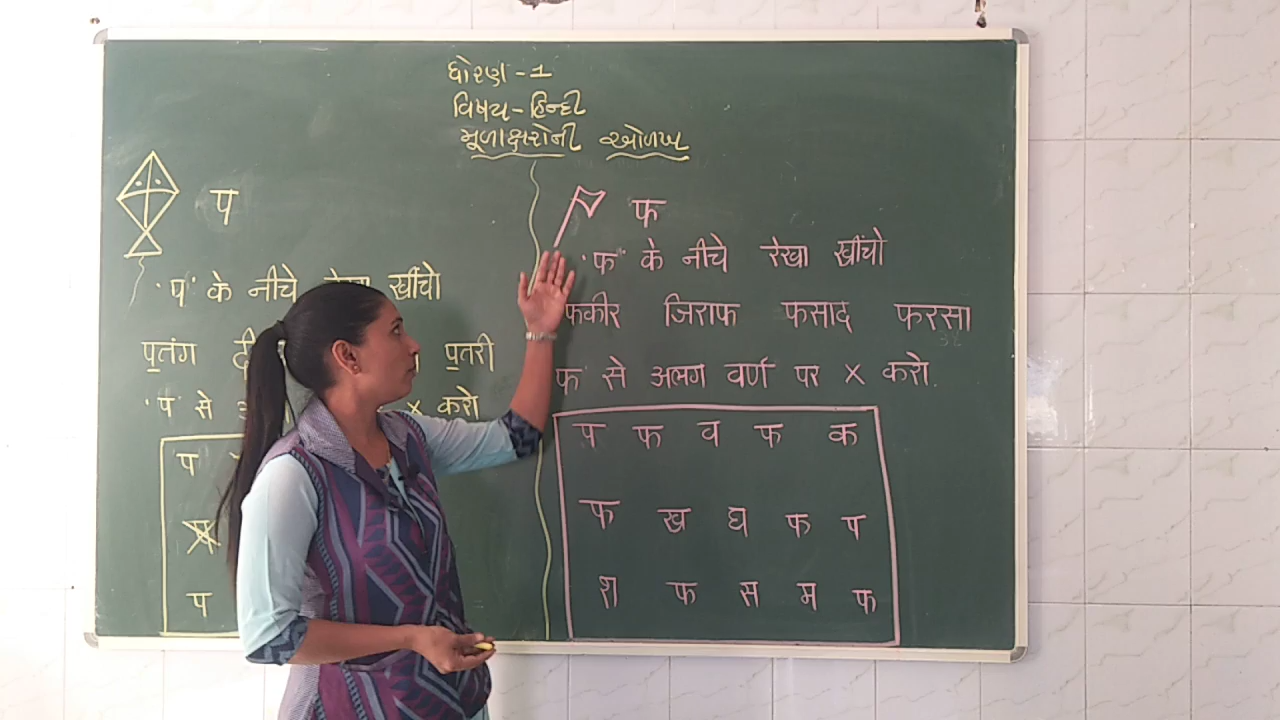 ધોરણ - 1
વિષય - હિન્દી
મૂળાક્ષરોની ઓળખ
प
'प' के नीचे रेखा खींचो
पतंग पतरी
'प' से × करो
प
प
प
फ
'फ' के नीचे रेखा खींचो
फकीर जिराफ फसाद फरसा
फ से अलग वर्ण पर × करो.
प फ व फ क
फ ख घ फ प
श फ स म फ